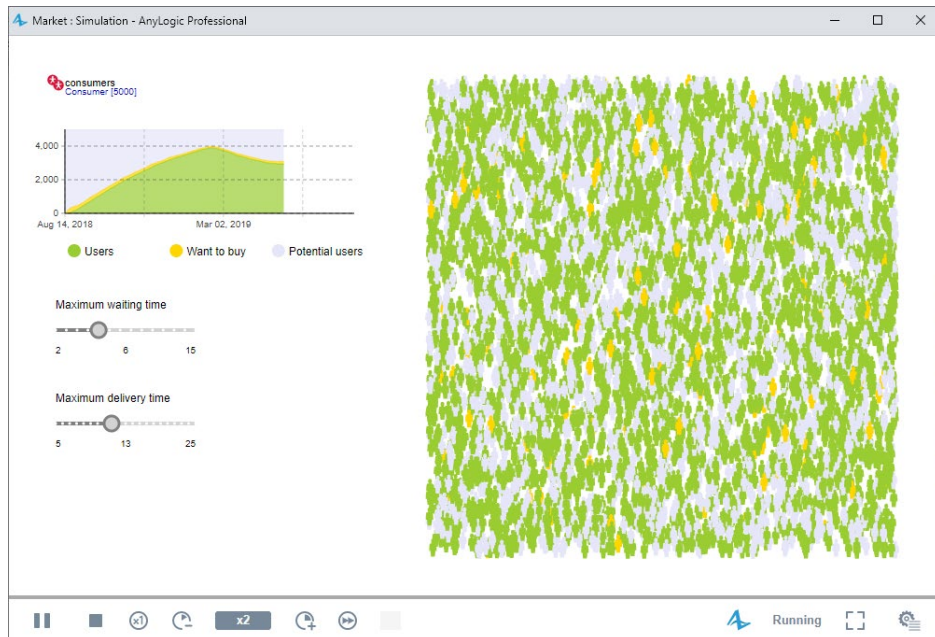 Market : Simulation - AnyLogic Professional
consumers
Consumer [5000]
4,000
2,000
0
Aug 14, 2018 Mar 02, 2019
Users Want to buy Potential users
Maximum waiting time
2 6 15
Maximum delivery time
5 13 25
x1 x2 Running